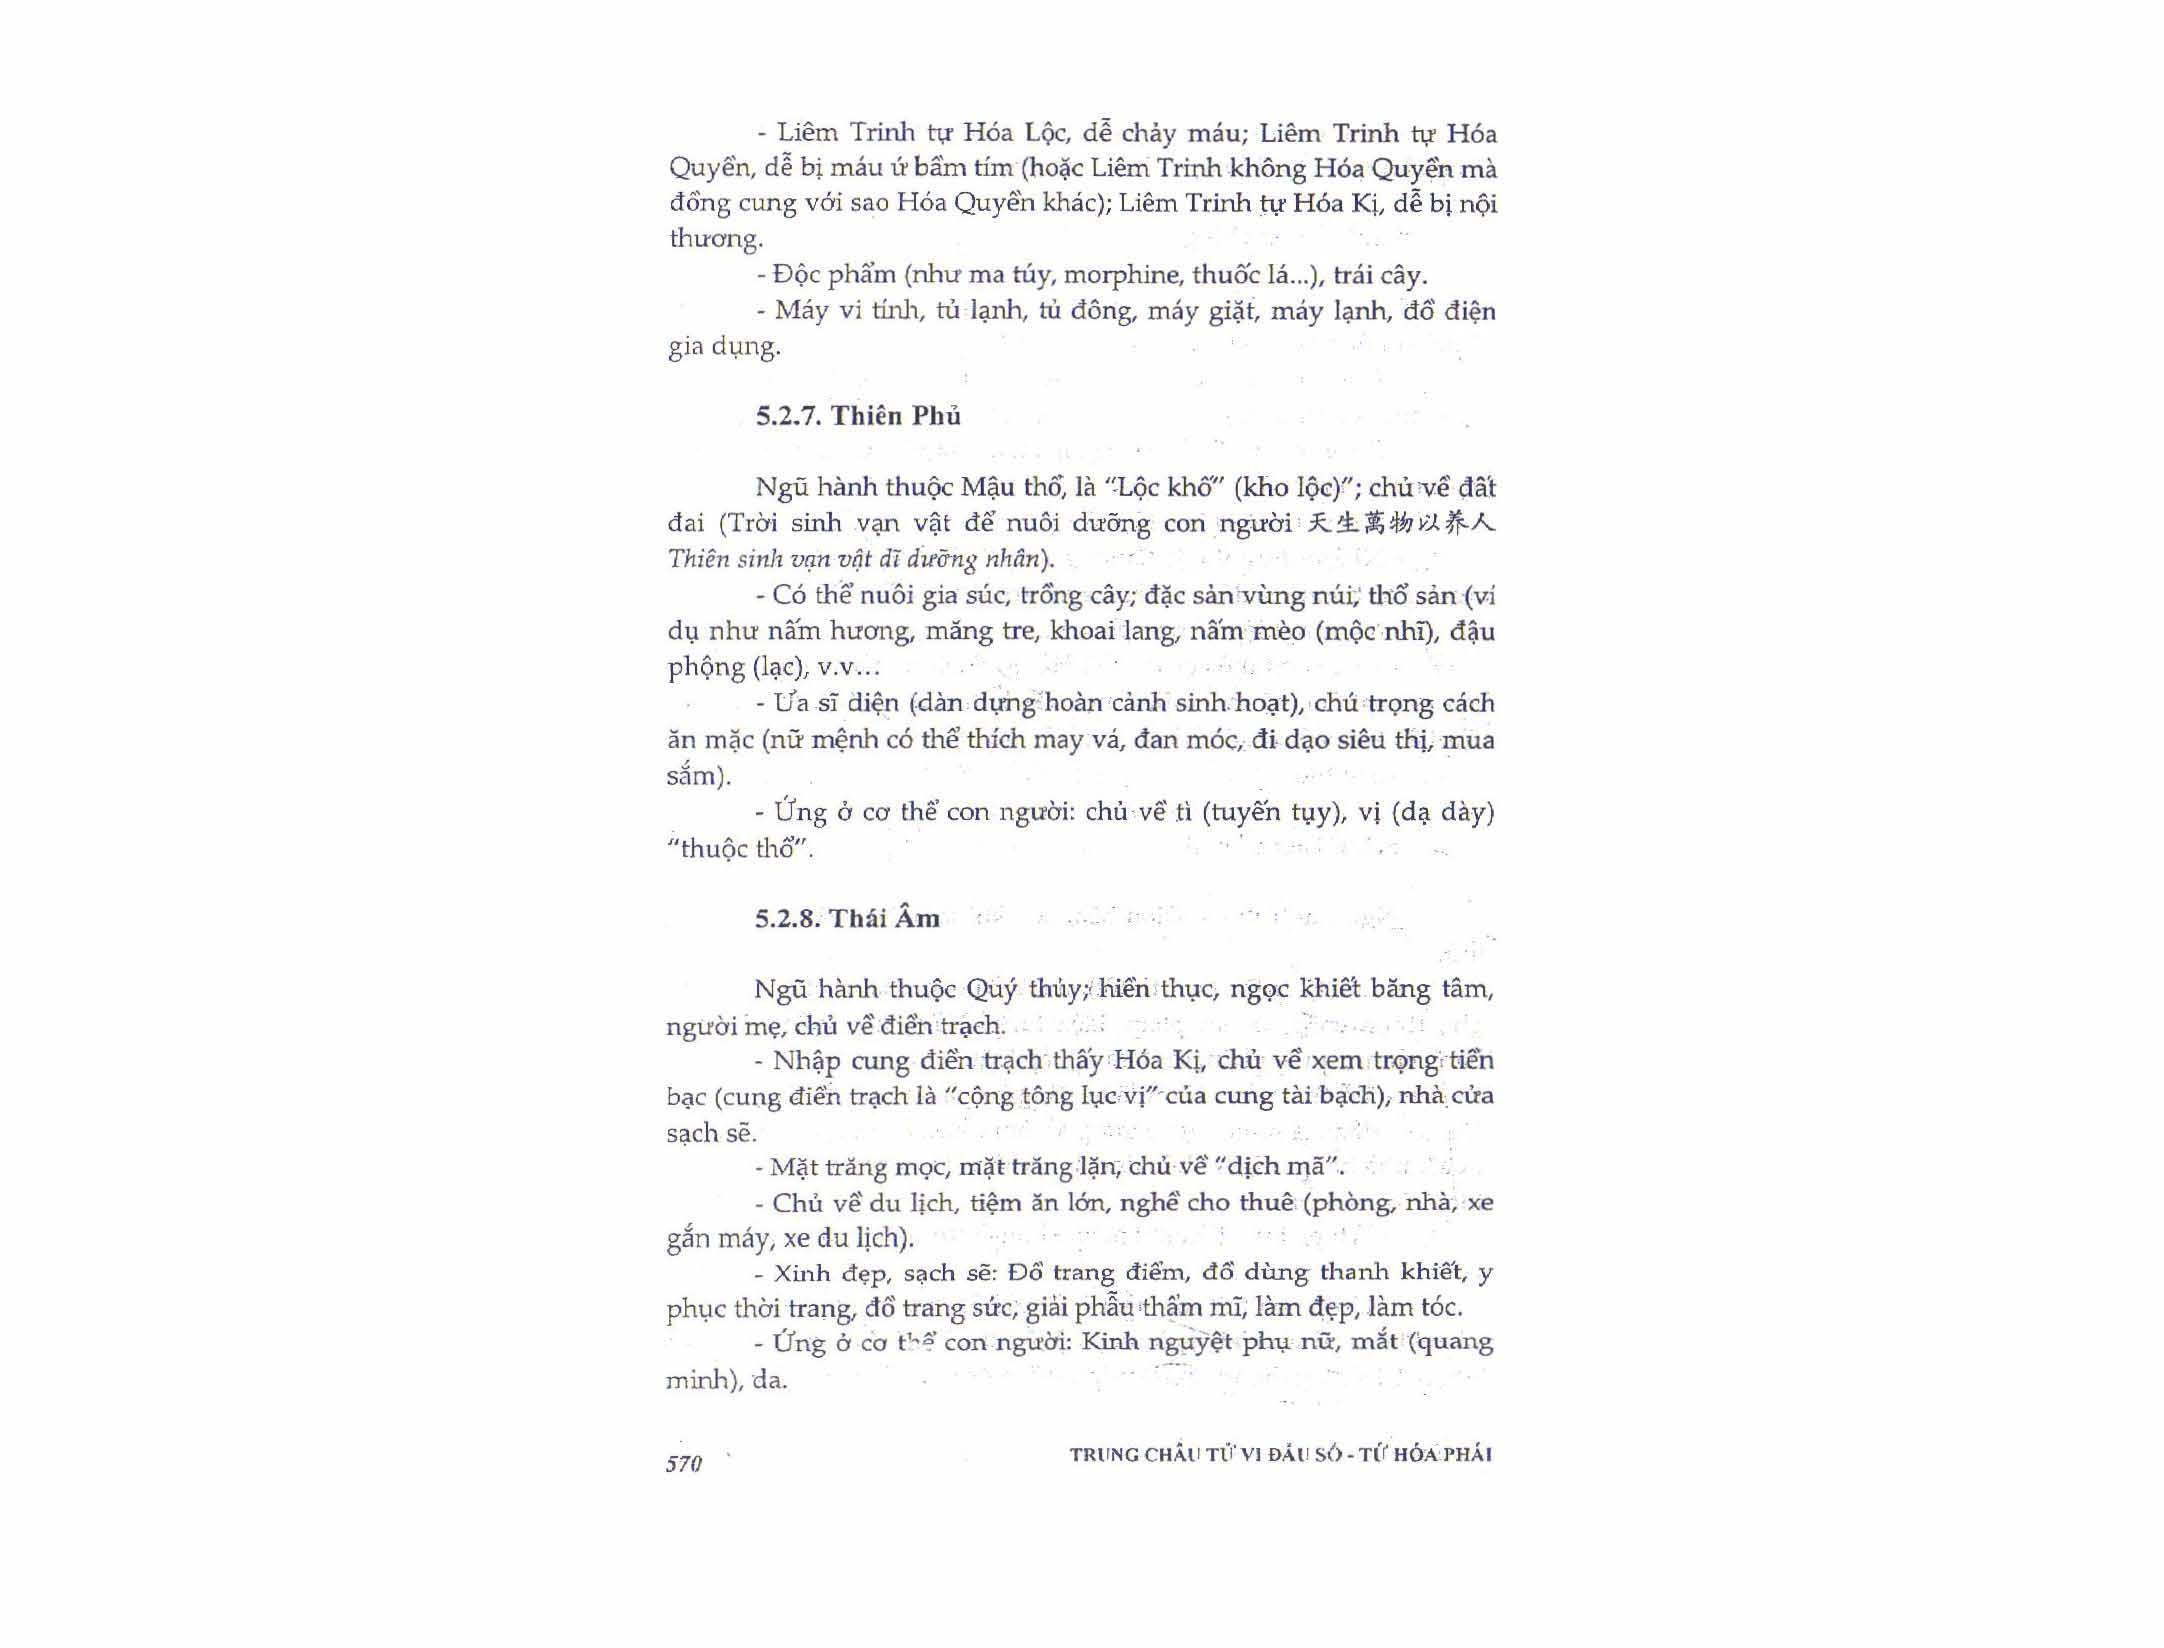 - Liêm Trinh tự Hóa Lộc, dễ chảy máu; Liêm Trinh tự Hóa
Quyền, dễ bị máu ứ bầm tím (hoặc Liêm Trinh không Hóa Quyền mà
đồng cung với sao Hóa Quyền khác); Liêm Trinh tự Hóa Kị, dễ bị nội
thương.
- Độc phẩm (như ma túy, morphine, thuốc lá...), trái cây.
- Máy vi tính, tủ lạnh, tủ đông, máy giặt, máy lạnh, đồ điện
gia dụng.
5.2.7. Thiên Phủ
Ngũ hành thuộc Mậu thổ, là "Lộc khố" (kho lộc)"; chủ về đất
đai (Trời sinh vạn vật để nuôi dưỡng con người 天生萬物以养人
Thiên sinh vạn vật dĩ dưỡng nhân).
- Có thể nuôi gia súc, trồng cây; đặc sản vùng núi, thổ sản (ví
dụ như nấm hương, măng tre, khoai lang, nấm mèo (mộc nhĩ), đậu
phộng (lạc), v.v...
- Ưa sĩ diện (dàn dựng hoàn cảnh sinh hoạt), chú trọng cách
ăn mặc (nữ mệnh có thể thích may vá, đan móc, đi dạo siêu thị, mua
sắm).
- Ứng ở cơ thể con người: chủ về tì (tuyến tụy), vị (dạ dày)
"thuộc thổ".
5.2.8. Thái Âm
Ngũ hành thuộc Quý thủy; hiền thục, ngọc khiết băng tâm,
người mẹ, chủ về điền trạch.
- Nhập cung điền trạch thấy Hóa Kị, chủ về xem trọng tiền
bạc (cung điền trạch là "cộng tông lục vị" của cung tài bạch), nhà cửa
sạch sẽ.
- Mặt trăng mọc, mặt trăng lặn, chủ về "dịch mã".
- Chủ về du lịch, tiệm ăn lớn, nghề cho thuê (phòng, nhà, xe
gắn máy, xe du lịch).
- Xinh đẹp, sạch sẽ: Đồ trang điểm, đồ dùng thanh khiết, y
phục thời trang, đồ trang sức, giải phẫu thẩm mĩ, làm đẹp, làm tóc.
- Ứng ở cơ thể con người: Kinh nguyệt phụ nữ, mắt (quang
minh), da.
570 TRUNG CHÂU TỬ VI ĐẨU SỐ - TỨ HÓA PHÁI